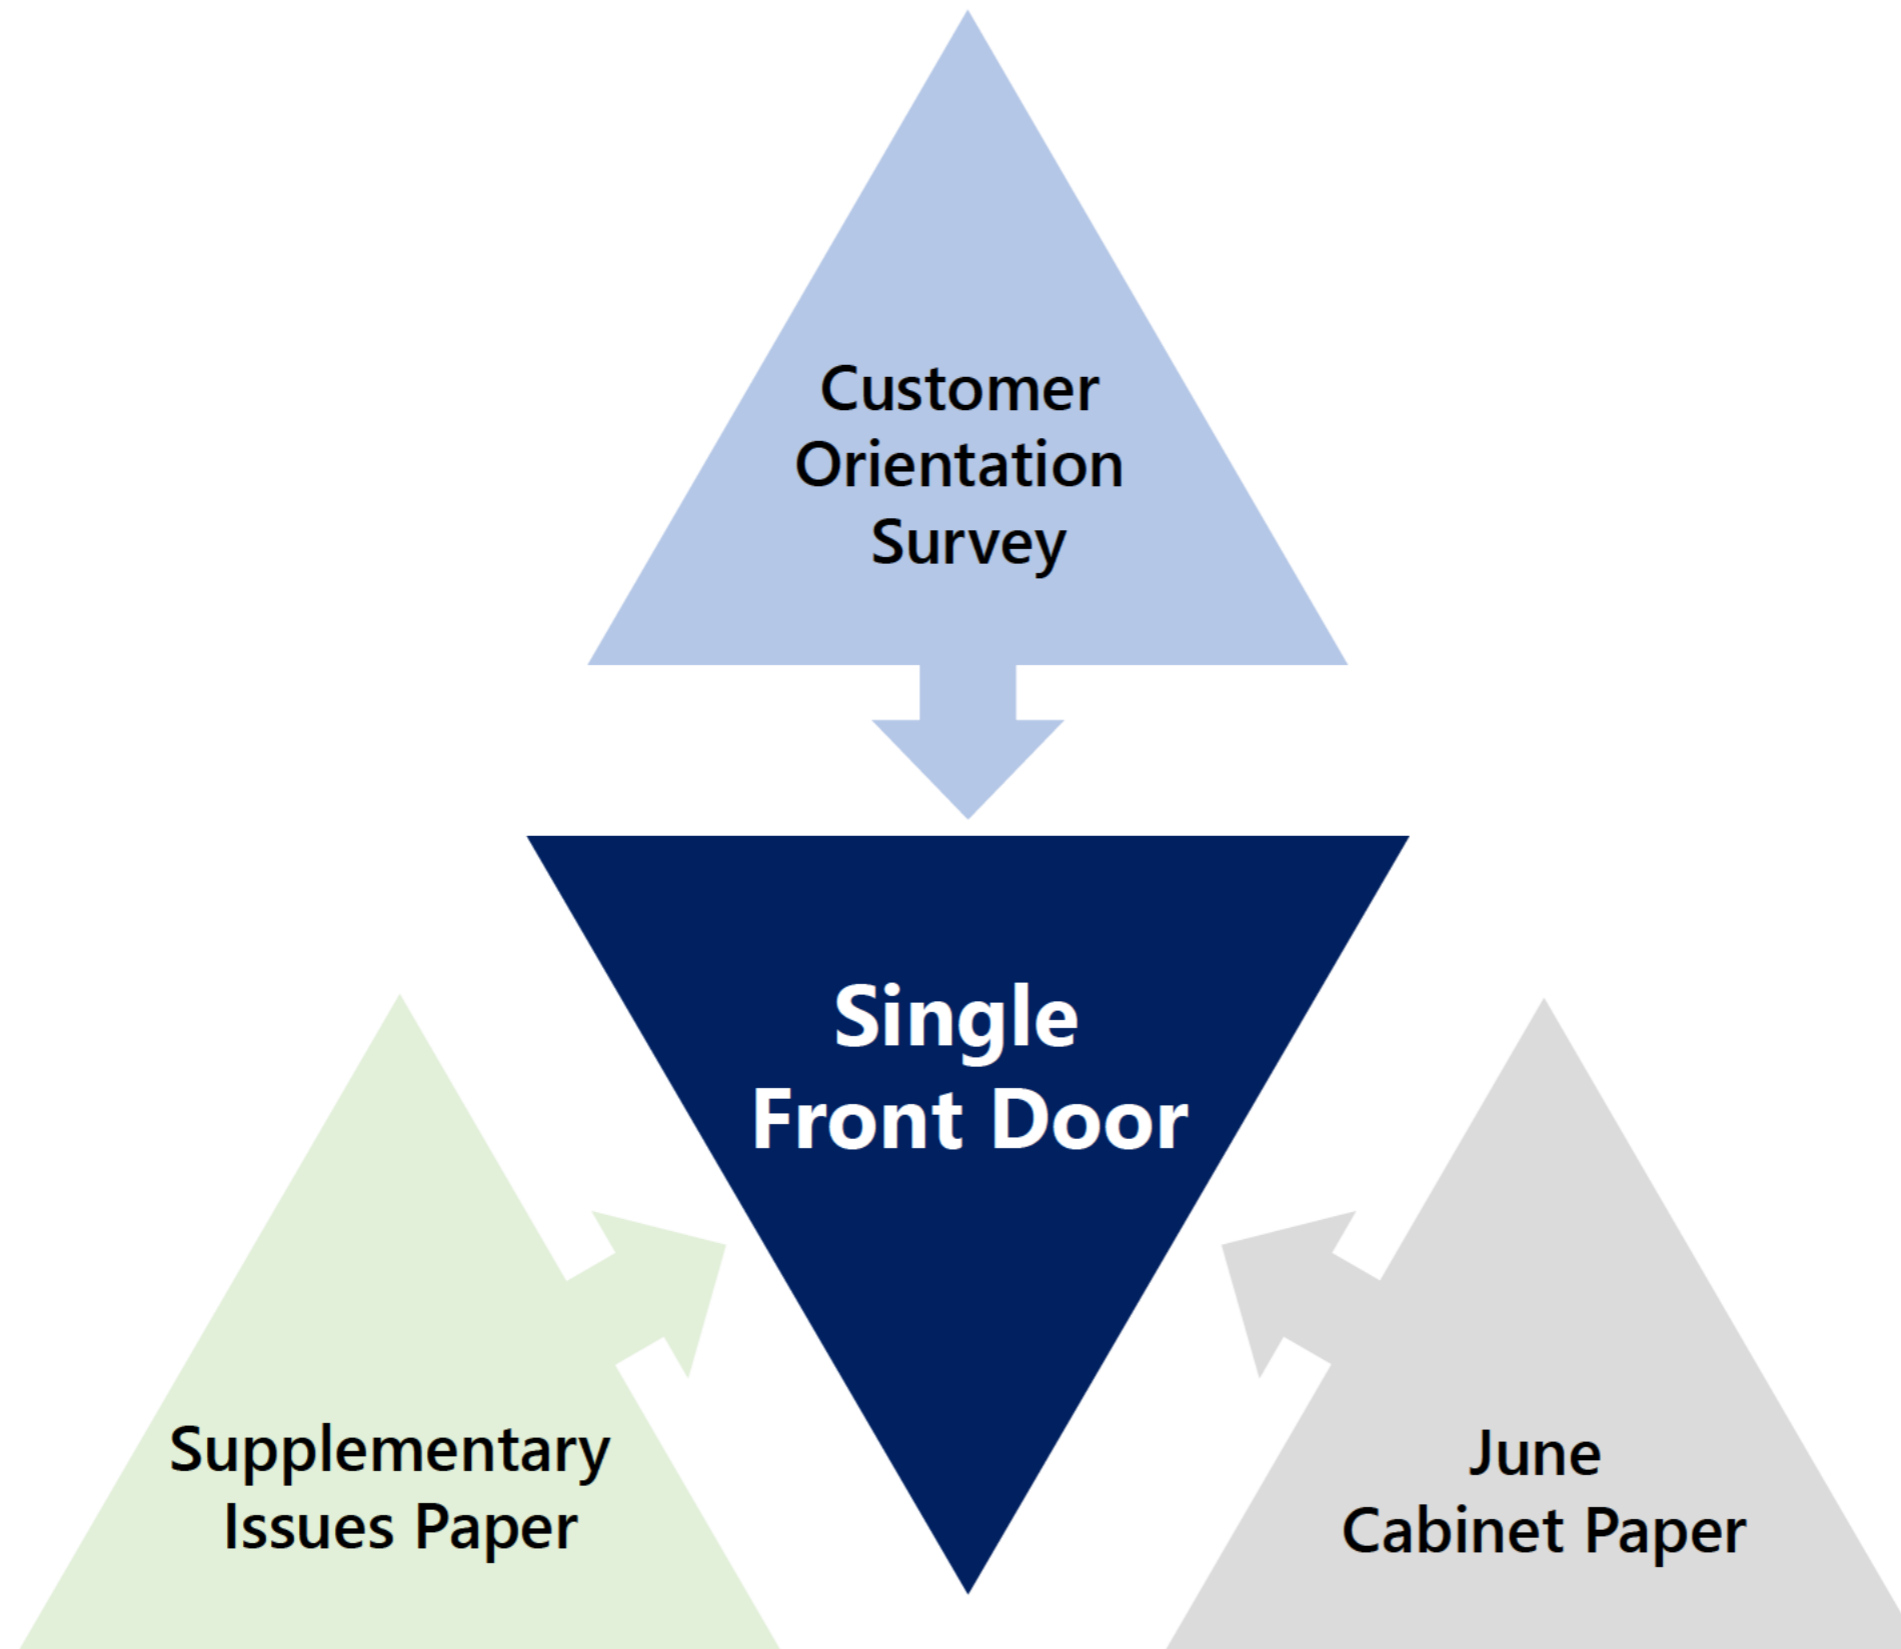 Customer
Orientation
Survey
Single
Front Door
Supplementary
Issues Paper
June
Cabinet Paper